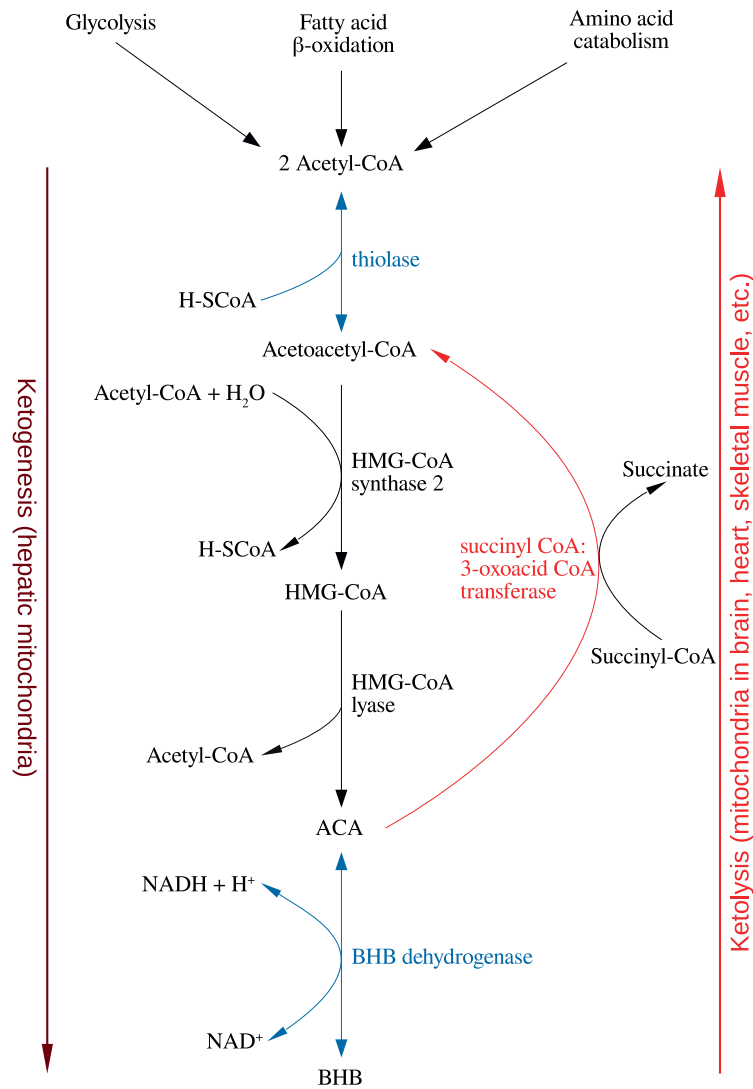 Glycolysis
Fatty acid
β-oxidation
Amino acid
catabolism
2 Acetyl-CoA
thiolase
H-SCoA
Acetoacetyl-CoA
Acetyl-CoA + H₂O
HMG-CoA
synthase 2
H-SCoA
HMG-CoA
succinyl CoA:
3-oxoacid CoA
transferase
Succinate
Succinyl-CoA
HMG-CoA
lyase
Acetyl-CoA
ACA
NADH + H⁺
BHB dehydrogenase
NAD⁺
BHB
Ketogenesis (hepatic mitochondria)
Ketolysis (mitochondria in brain, heart, skeletal muscle, etc.)